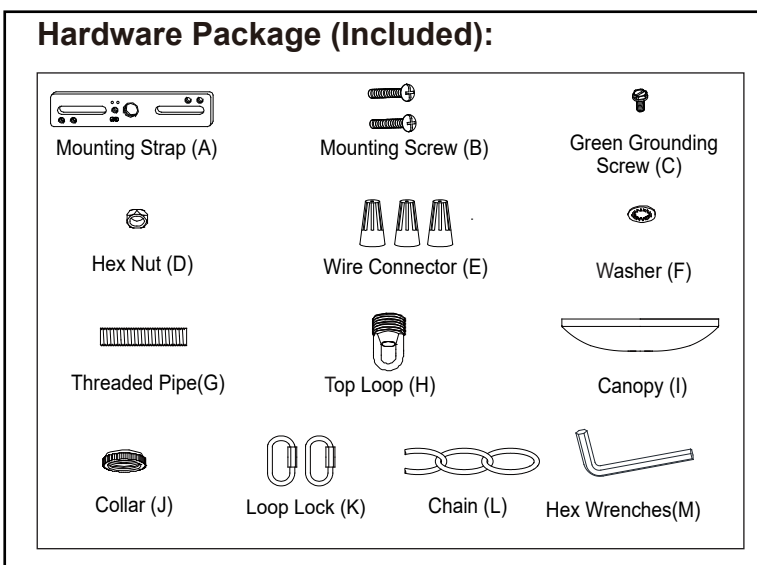 Hardware Package (Included):
Mounting Strap (A)
Mounting Screw (B)
Green Grounding
Screw (C)
Hex Nut (D)
Wire Connector (E)
Washer (F)
Threaded Pipe(G)
Top Loop (H)
Canopy (I)
Collar (J)
Loop Lock (K)
Chain (L)
Hex Wrenches(M)